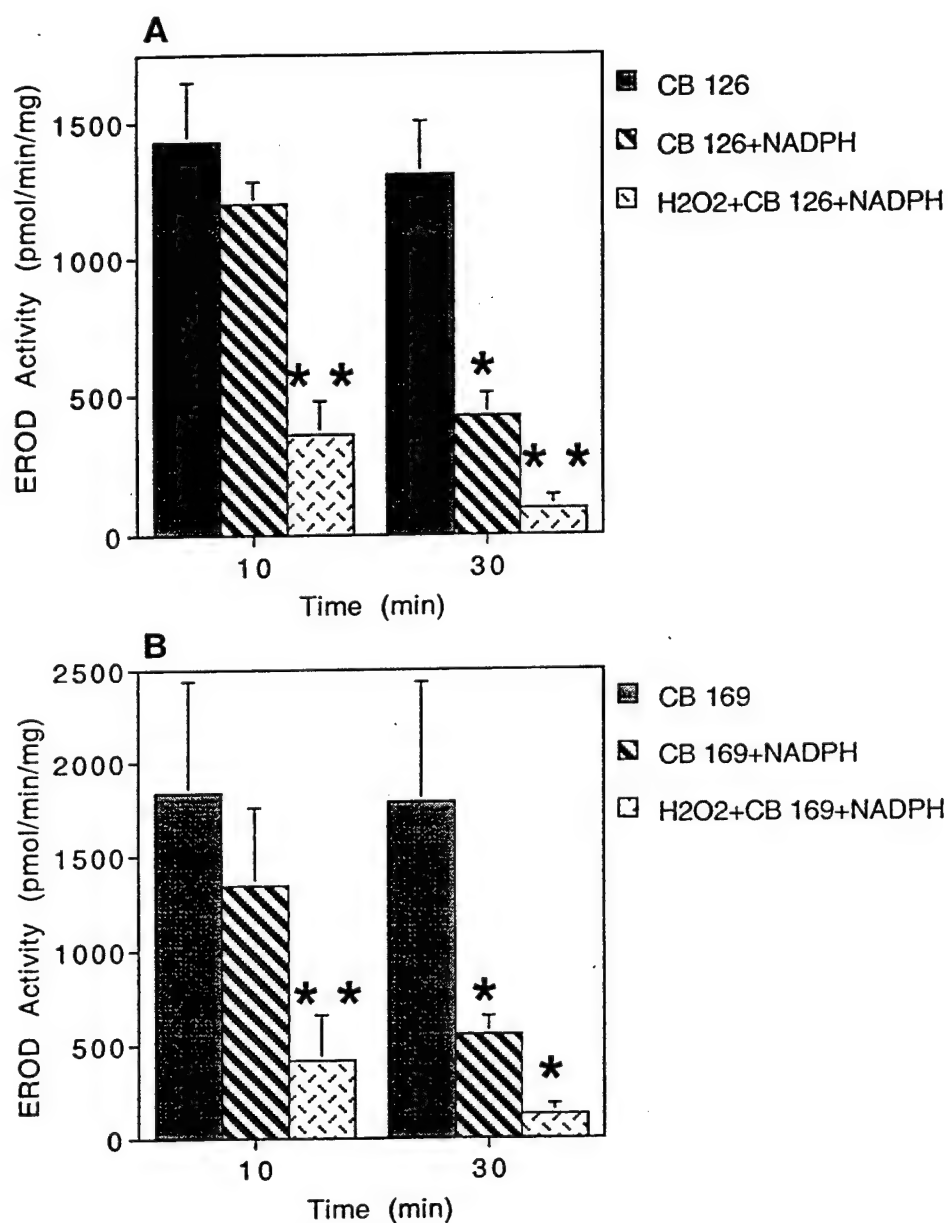 A
EROD Activity (pmol/min/mg)
1500
1000
500
0
* *
*
* *
10
30
Time (min)
CB 126
CB 126+NADPH
H2O2+CB 126+NADPH
B
EROD Activity (pmol/min/mg)
2500
2000
1500
1000
500
0
* *
*
*
10
30
Time (min)
CB 169
CB 169+NADPH
H2O2+CB 169+NADPH